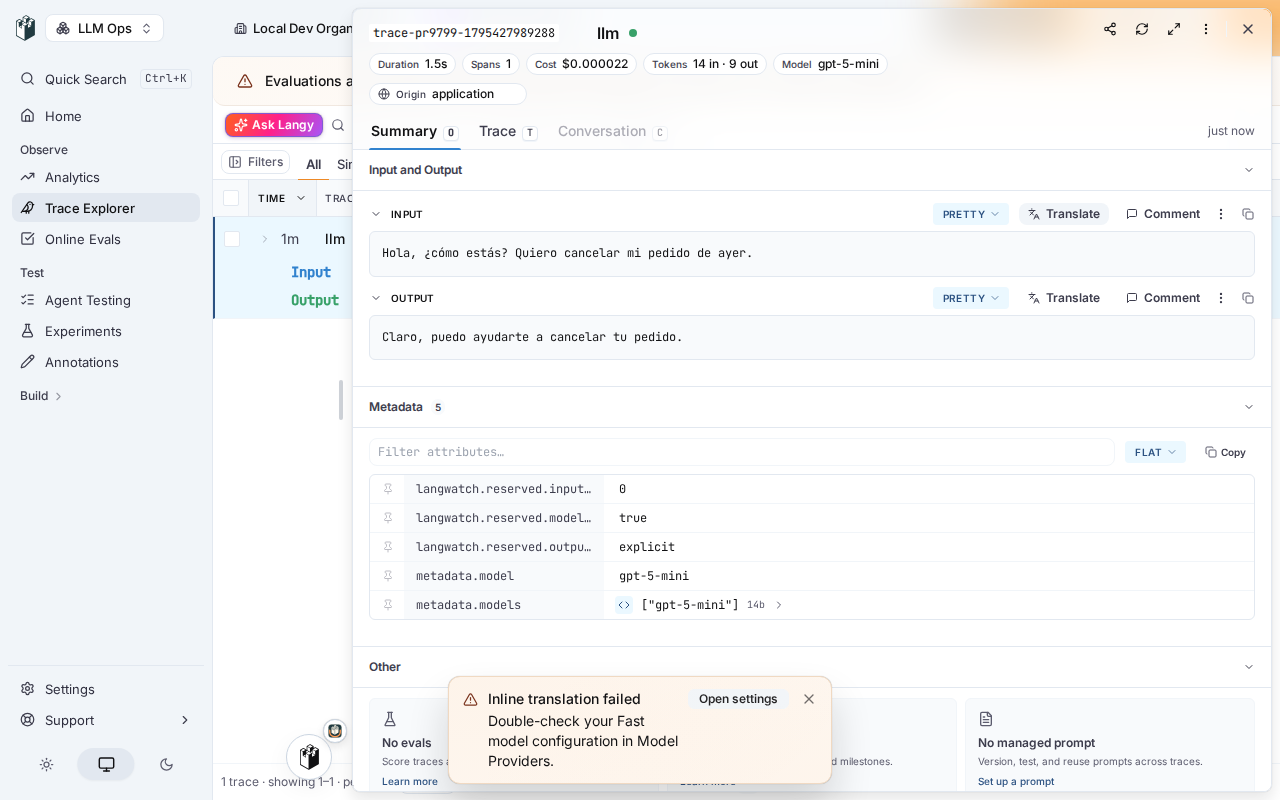 LLM Ops
Local Dev Organ
Quick Search Ctrl+K
Home
Observe
Analytics
Trace Explorer
Online Evals
Test
Agent Testing
Experiments
Annotations
Build
Settings
Support
Evaluations a
Ask Langy
Filters All Sin
TIME TRAC
1m llm
Input
Output
1 trace · showing 1–1 · pe
trace-pr9799-1795427989288 llm
Duration 1.5s Spans 1 Cost $0.000022 Tokens 14 in · 9 out Model gpt-5-mini
Origin application
Summary O Trace T Conversation C just now
Input and Output
INPUT PRETTY Translate Comment
Hola, ¿cómo estás? Quiero cancelar mi pedido de ayer.
OUTPUT PRETTY Translate Comment
Claro, puedo ayudarte a cancelar tu pedido.
Metadata 5
Filter attributes… FLAT Copy
langwatch.reserved.input… 0
langwatch.reserved.model… true
langwatch.reserved.outpu… explicit
metadata.model gpt-5-mini
metadata.models ["gpt-5-mini"] 14b
Other
No evals
Score traces a
Learn more
d milestones.
No managed prompt
Version, test, and reuse prompts across traces.
Set up a prompt
Inline translation failed Open settings
Double-check your Fast
model configuration in Model
Providers.